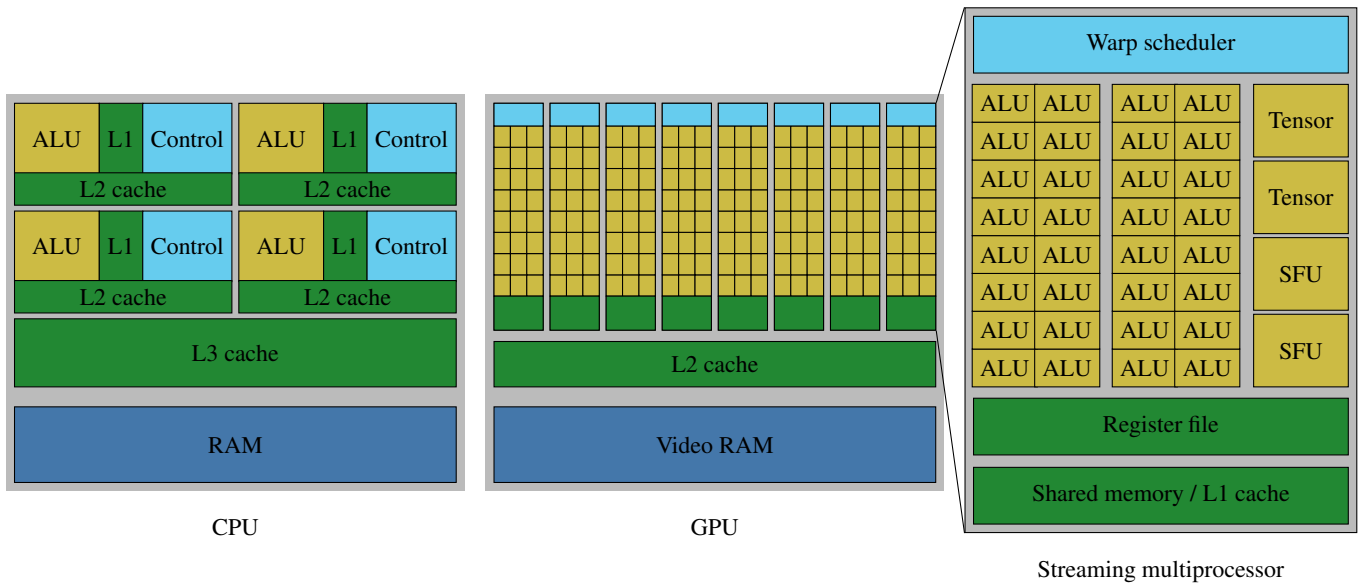 ALU L1 Control ALU L1 Control
L2 cache L2 cache
ALU L1 Control ALU L1 Control
L2 cache L2 cache
L3 cache
RAM
CPU
L2 cache
Video RAM
GPU
Warp scheduler
ALU ALU ALU ALU
Tensor
ALU ALU ALU ALU
ALU ALU ALU ALU
Tensor
ALU ALU ALU ALU
ALU ALU ALU ALU
SFU
ALU ALU ALU ALU
ALU ALU ALU ALU
SFU
ALU ALU ALU ALU
Register file
Shared memory / L1 cache
Streaming multiprocessor